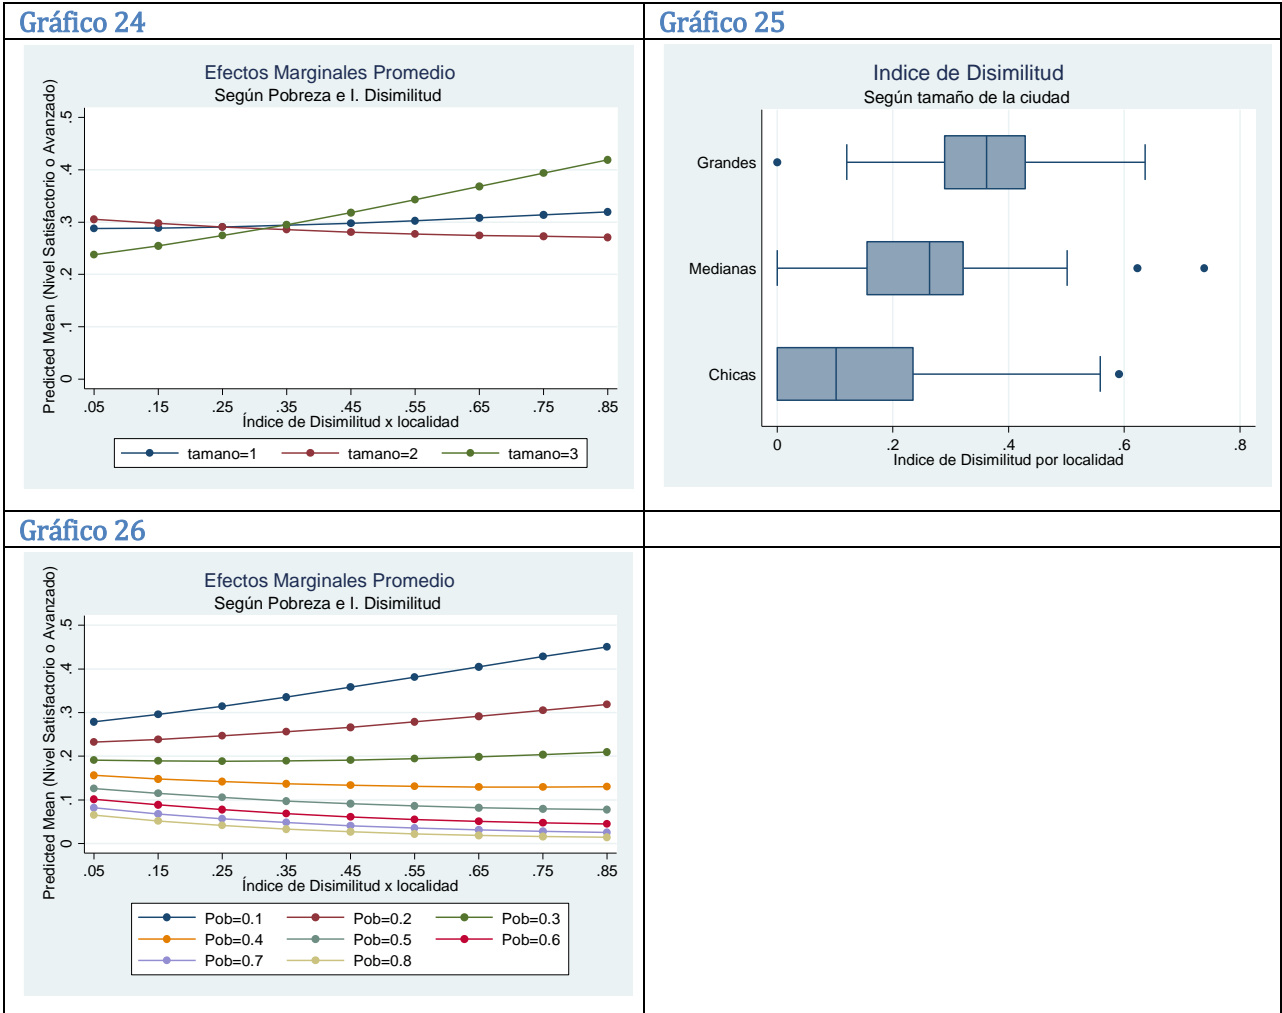 Gráfico 24
Efectos Marginales Promedio
Según Pobreza e I. Disimilitud
Predicted Mean (Nivel Satisfactorio o Avanzado)
.5
.4
.3
.2
.1
0
.05 .15 .25 .35 .45 .55 .65 .75 .85
Índice de Disimilitud x localidad
tamano=1 tamano=2 tamano=3
Gráfico 25
Indice de Disimilitud
Según tamaño de la ciudad
Grandes
Medianas
Chicas
0 .2 .4 .6 .8
Indice de Disimilitud por localidad
Gráfico 26
Efectos Marginales Promedio
Según Pobreza e I. Disimilitud
Predicted Mean (Nivel Satisfactorio o Avanzado)
.5
.4
.3
.2
.1
0
.05 .15 .25 .35 .45 .55 .65 .75 .85
Índice de Disimilitud x localidad
Pob=0.1 Pob=0.2 Pob=0.3
Pob=0.4 Pob=0.5 Pob=0.6
Pob=0.7 Pob=0.8